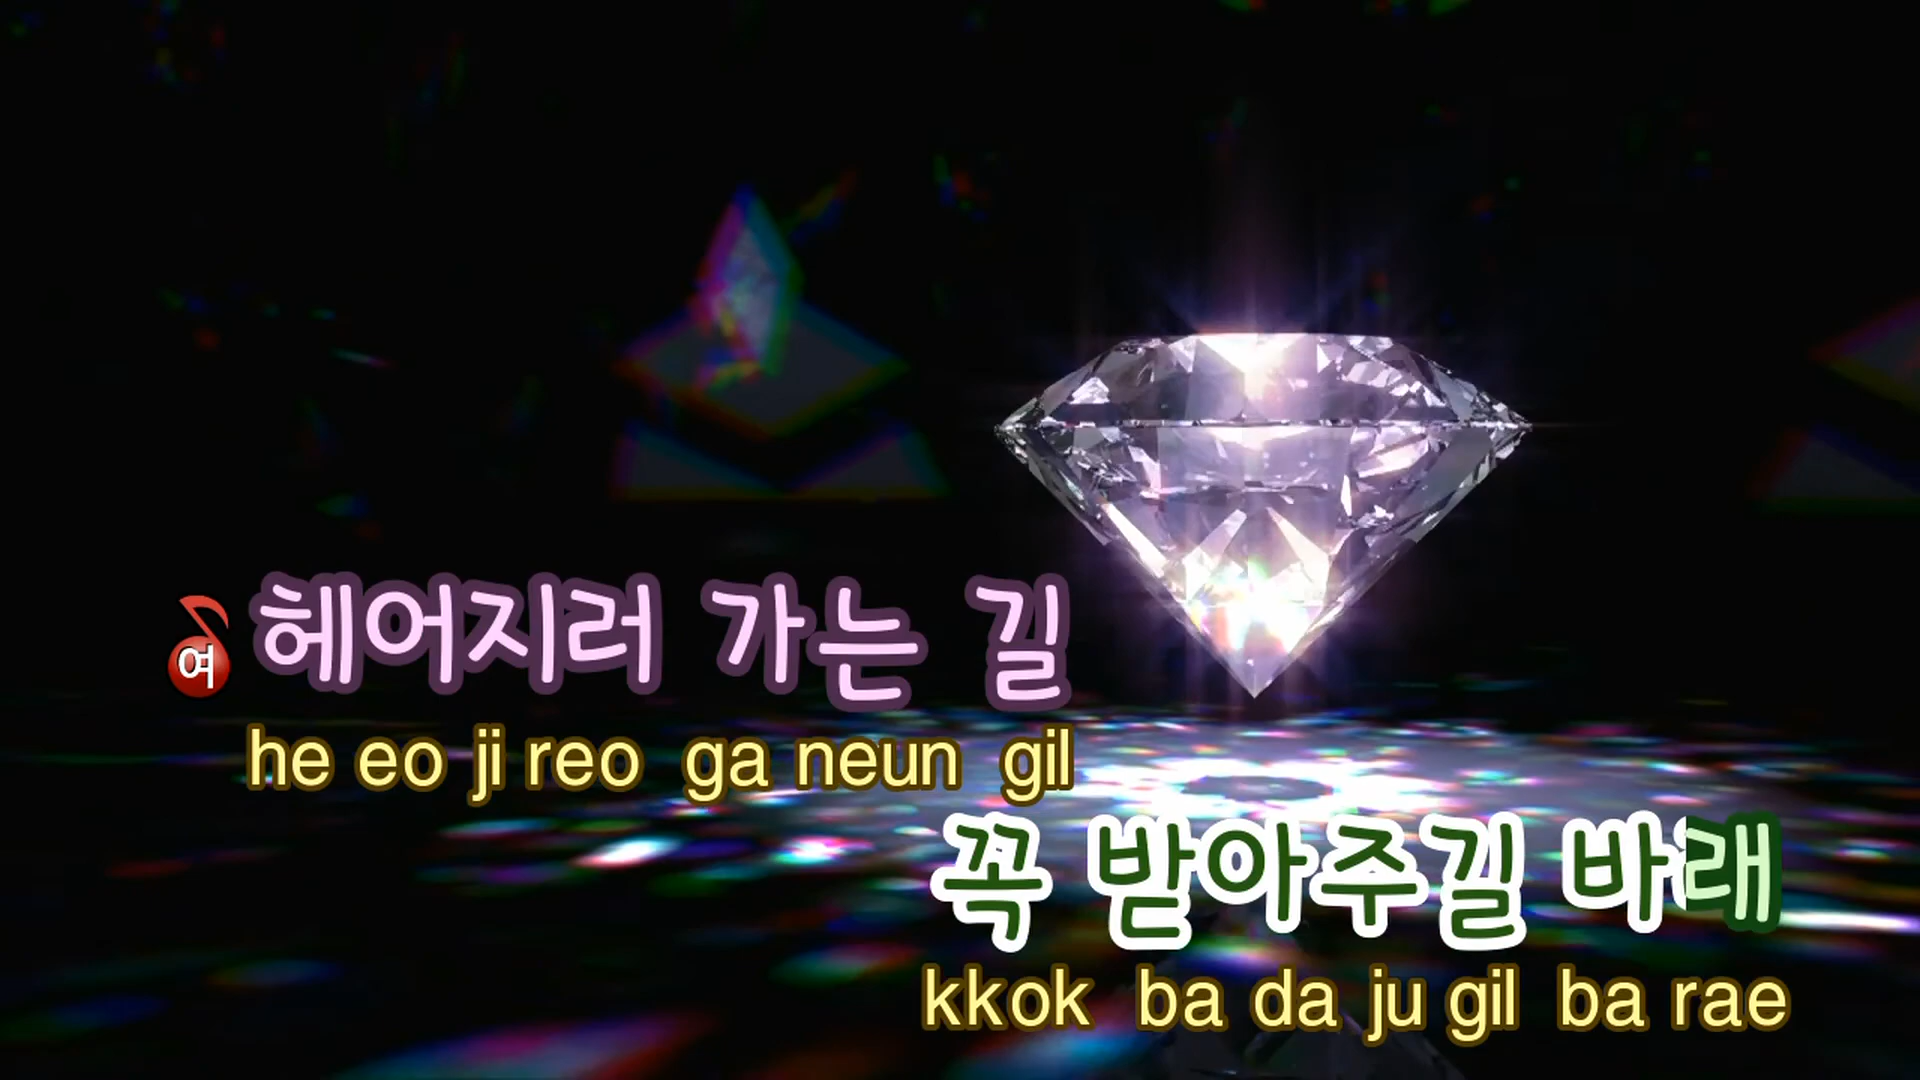 여 헤어지러 가는 길
he eo ji reo ga neun gil
꼭 받아주길 바래
kkok ba da ju gil ba rae